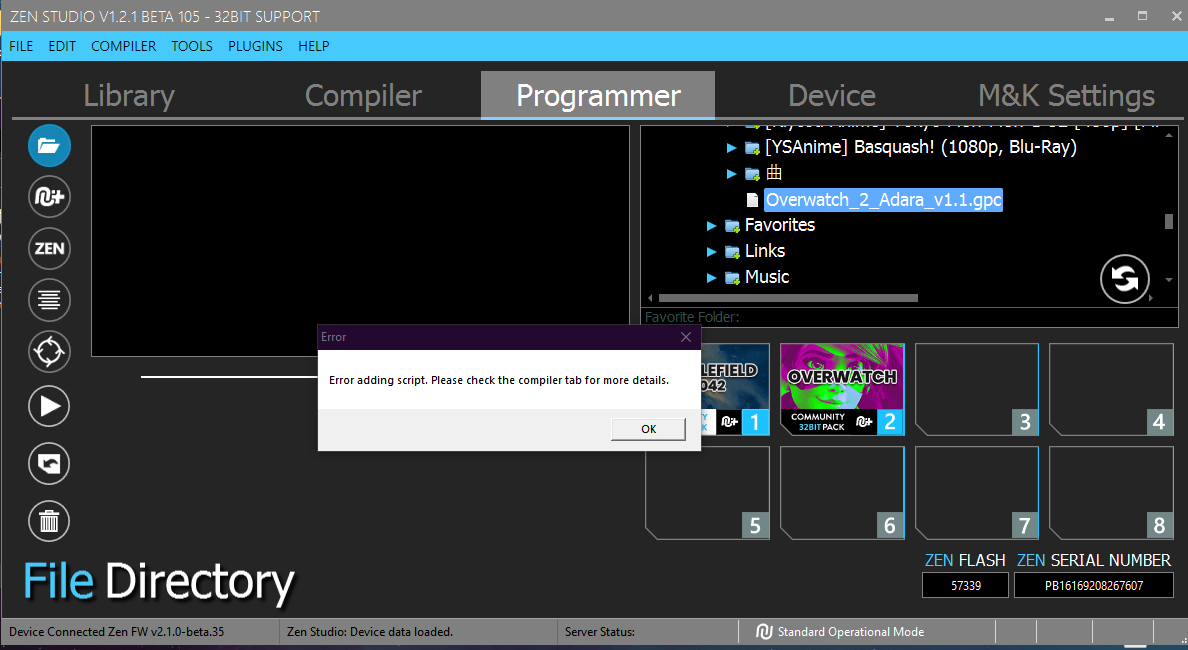 ZEN STUDIO V1.2.1 BETA 105 - 32BIT SUPPORT
FILE EDIT COMPILER TOOLS PLUGINS HELP
Library Compiler Programmer Device M&K Settings
[YSAnime] Basquash! (1080p, Blu-Ray)
曲
Overwatch_2_Adara_v1.1.gpc
Favorites
ZEN
Links
Music
Favorite Folder:
Error
Error adding script. Please check the compiler tab for more details.
OK
OVERWATCH
COMMUNITY
32BIT PACK
1 2 3 4
5 6 7 8
File Directory
ZEN FLASH ZEN SERIAL NUMBER
57339 PB16169208267607
Device Connected Zen FW v2.1.0-beta.35 Zen Studio: Device data loaded. Server Status: Standard Operational Mode